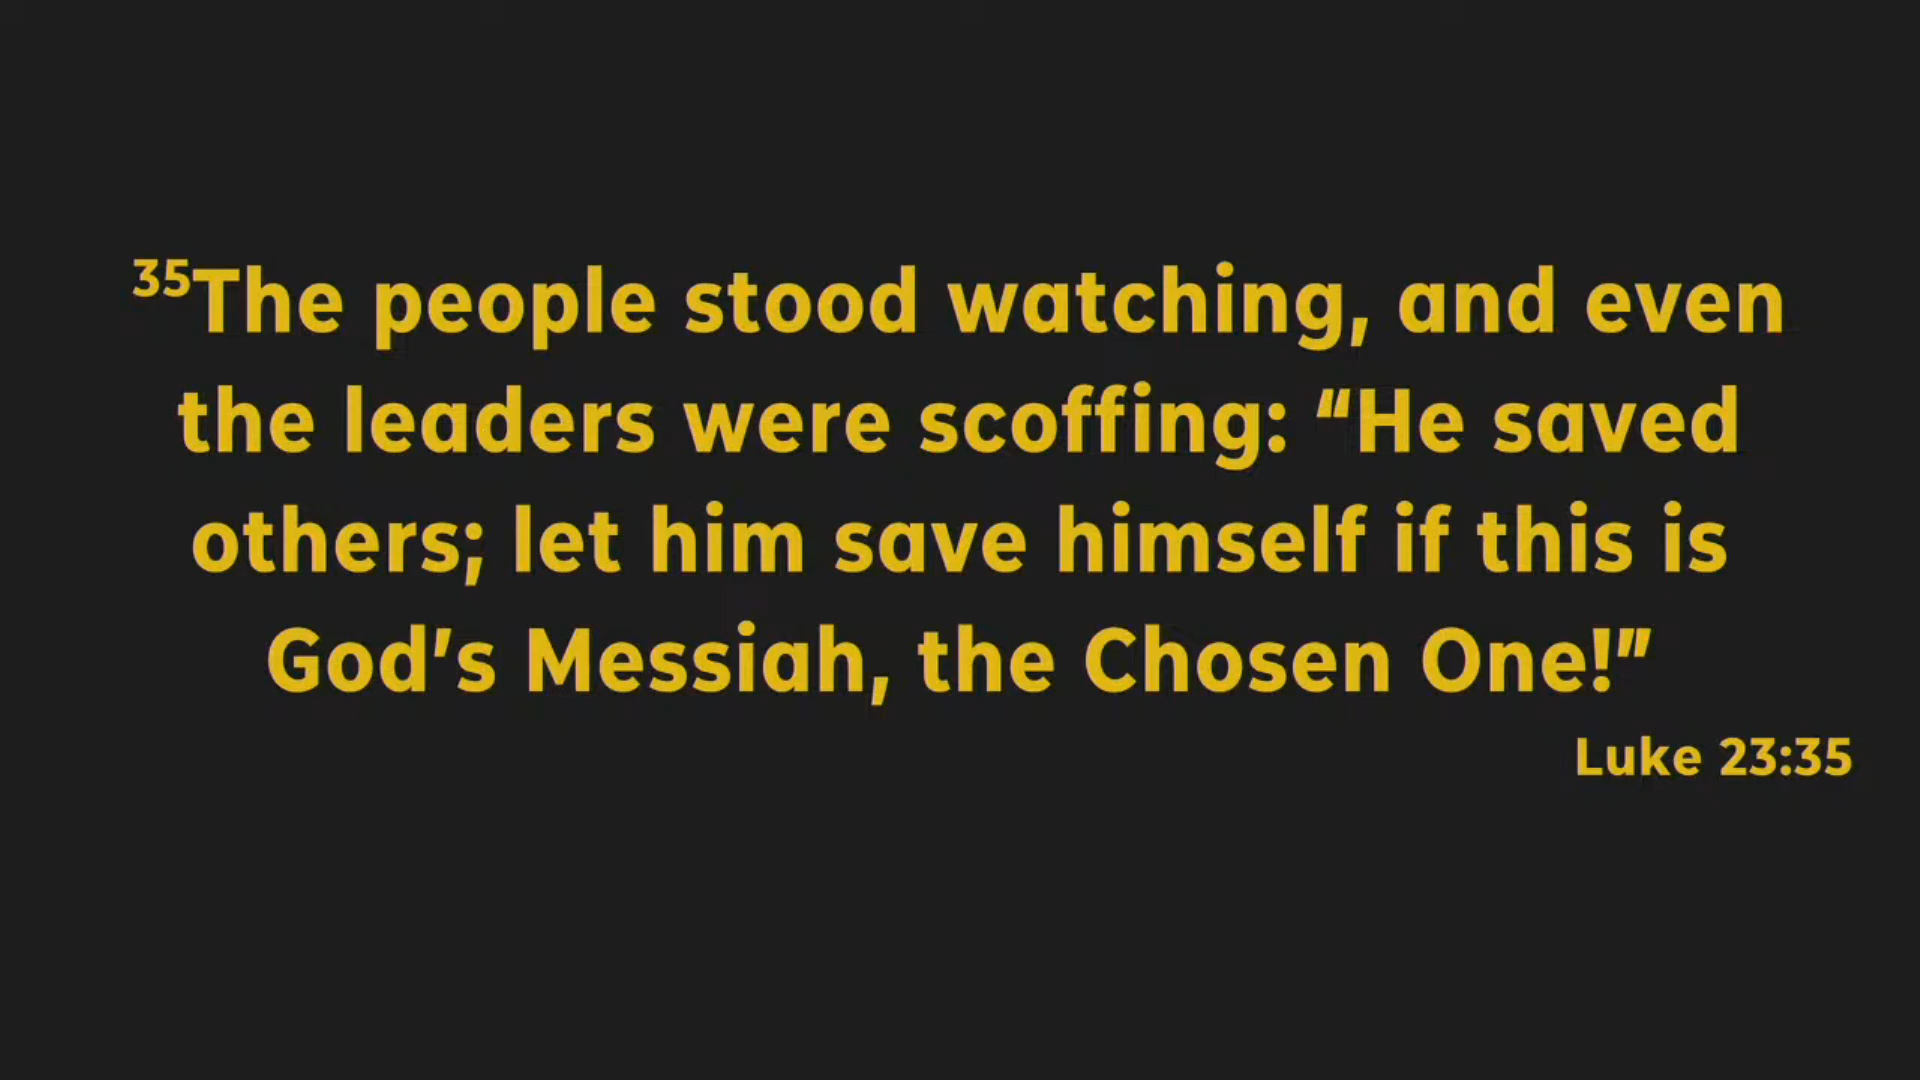 ³⁵The people stood watching, and even
the leaders were scoffing: “He saved
others; let him save himself if this is
God’s Messiah, the Chosen One!”
Luke 23:35